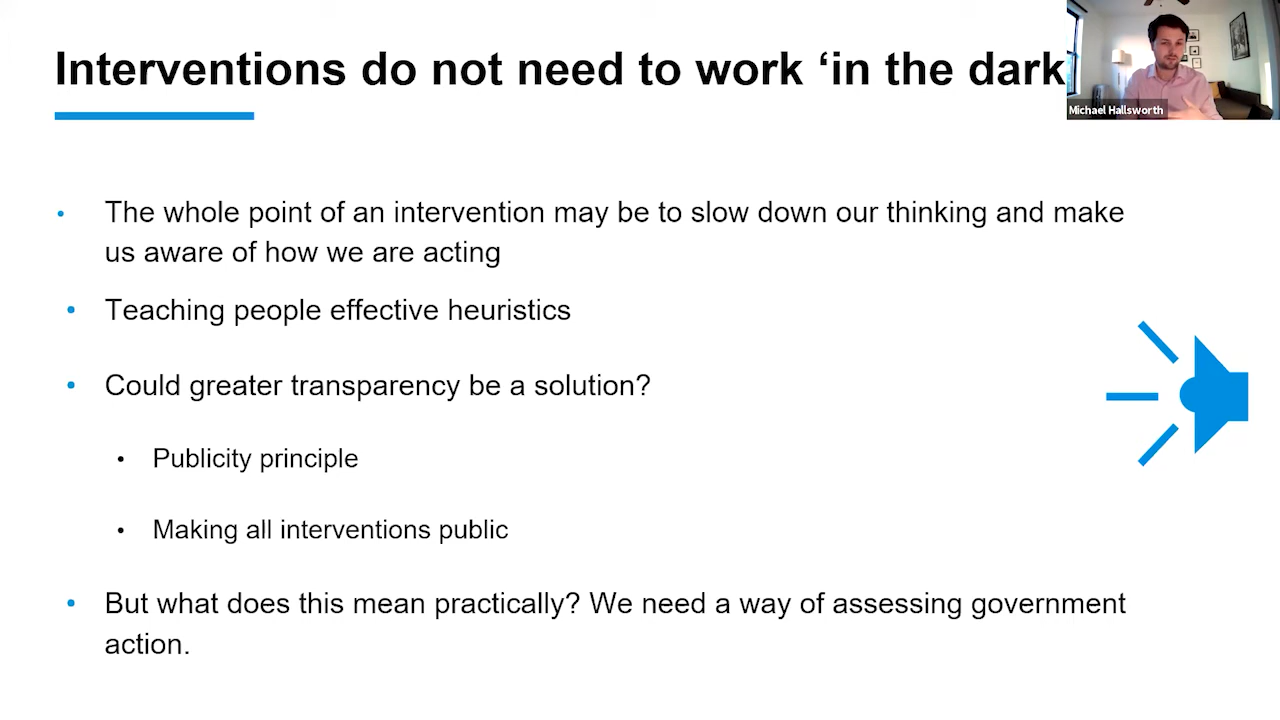 Interventions do not need to work ‘in the dark
Michael Hallsworth
• The whole point of an intervention may be to slow down our thinking and make
us aware of how we are acting
• Teaching people effective heuristics
• Could greater transparency be a solution?
• Publicity principle
• Making all interventions public
• But what does this mean practically? We need a way of assessing government
action.